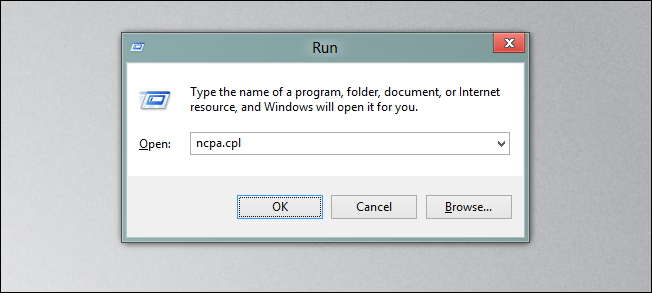 Run
Type the name of a program, folder, document, or Internet
resource, and Windows will open it for you.
Open: ncpa.cpl
OK Cancel Browse...